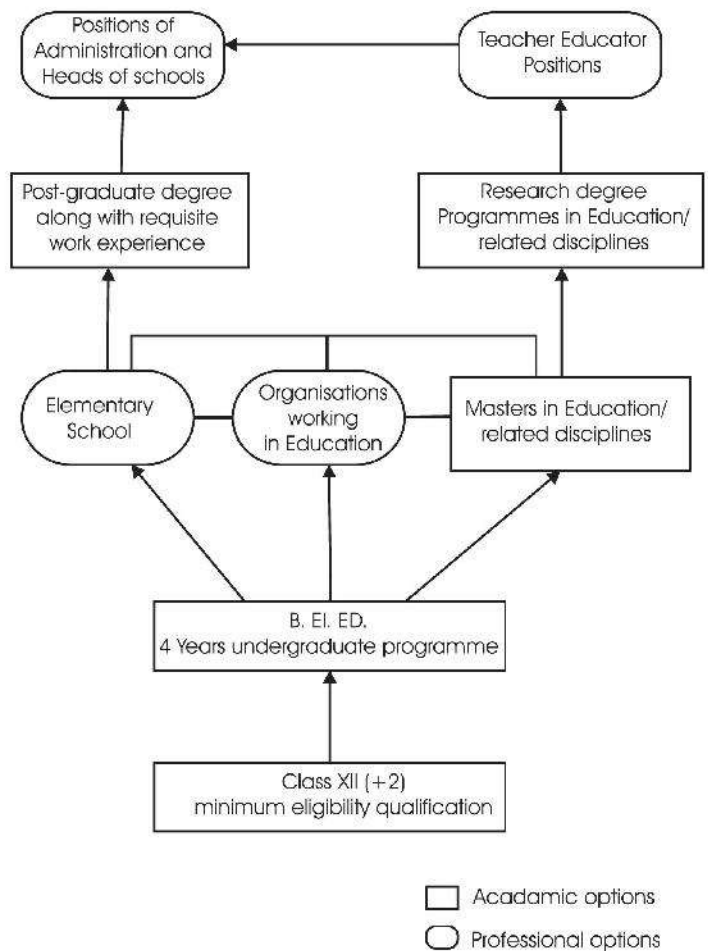 Positions of
Administration and
Heads of schools
Teacher Educator
Positions
Post-graduate degree
along with requisite
work experience
Research degree
Programmes in Education/
related disciplines
Elementary
School
Organisations
working
in Education
Masters in Education/
related disciplines
B. El. ED.
4 Years undergraduate programme
Class XII (+2)
minimum eligibility qualification
Acadamic options
Professional options